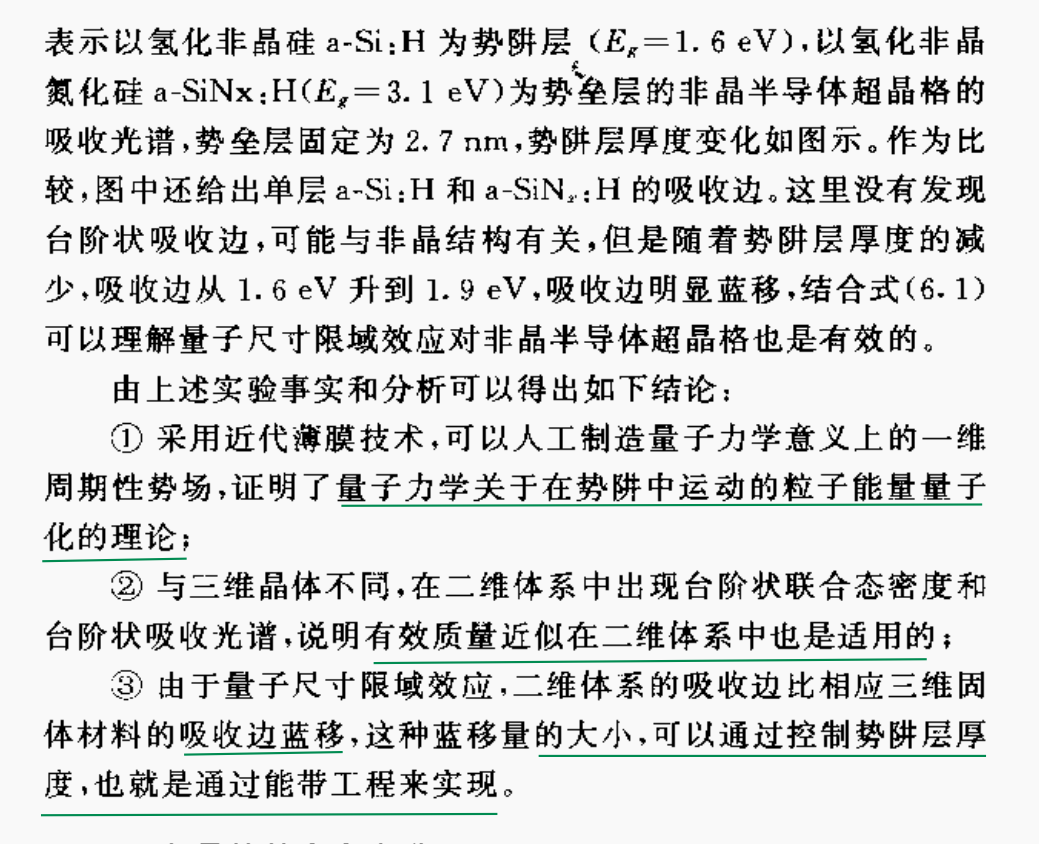 表示以氢化非晶硅 a-Si:H 为势阱层 (Eg=1.6 eV),以氢化非晶
氮化硅 a-SiNx:H(Eg=3.1 eV)为势垒层的非晶半导体超晶格的
吸收光谱,势垒层固定为 2.7 nm,势阱层厚度变化如图示。作为比
较,图中还给出单层 a-Si:H 和 a-SiNx:H 的吸收边。这里没有发现
台阶状吸收边,可能与非晶结构有关,但是随着势阱层厚度的减
少,吸收边从 1.6 eV 升到 1.9 eV,吸收边明显蓝移,结合式(6.1)
可以理解量子尺寸限域效应对非晶半导体超晶格也是有效的。
由上述实验事实和分析可以得出如下结论:
① 采用近代薄膜技术,可以人工制造量子力学意义上的一维
周期性势场,证明了量子力学关于在势阱中运动的粒子能量量子
化的理论;
② 与三维晶体不同,在二维体系中出现台阶状联合态密度和
台阶状吸收光谱,说明有效质量近似在二维体系中也是适用的;
③ 由于量子尺寸限域效应,二维体系的吸收边比相应三维固
体材料的吸收边蓝移,这种蓝移量的大小,可以通过控制势阱层厚
度,也就是通过能带工程来实现。